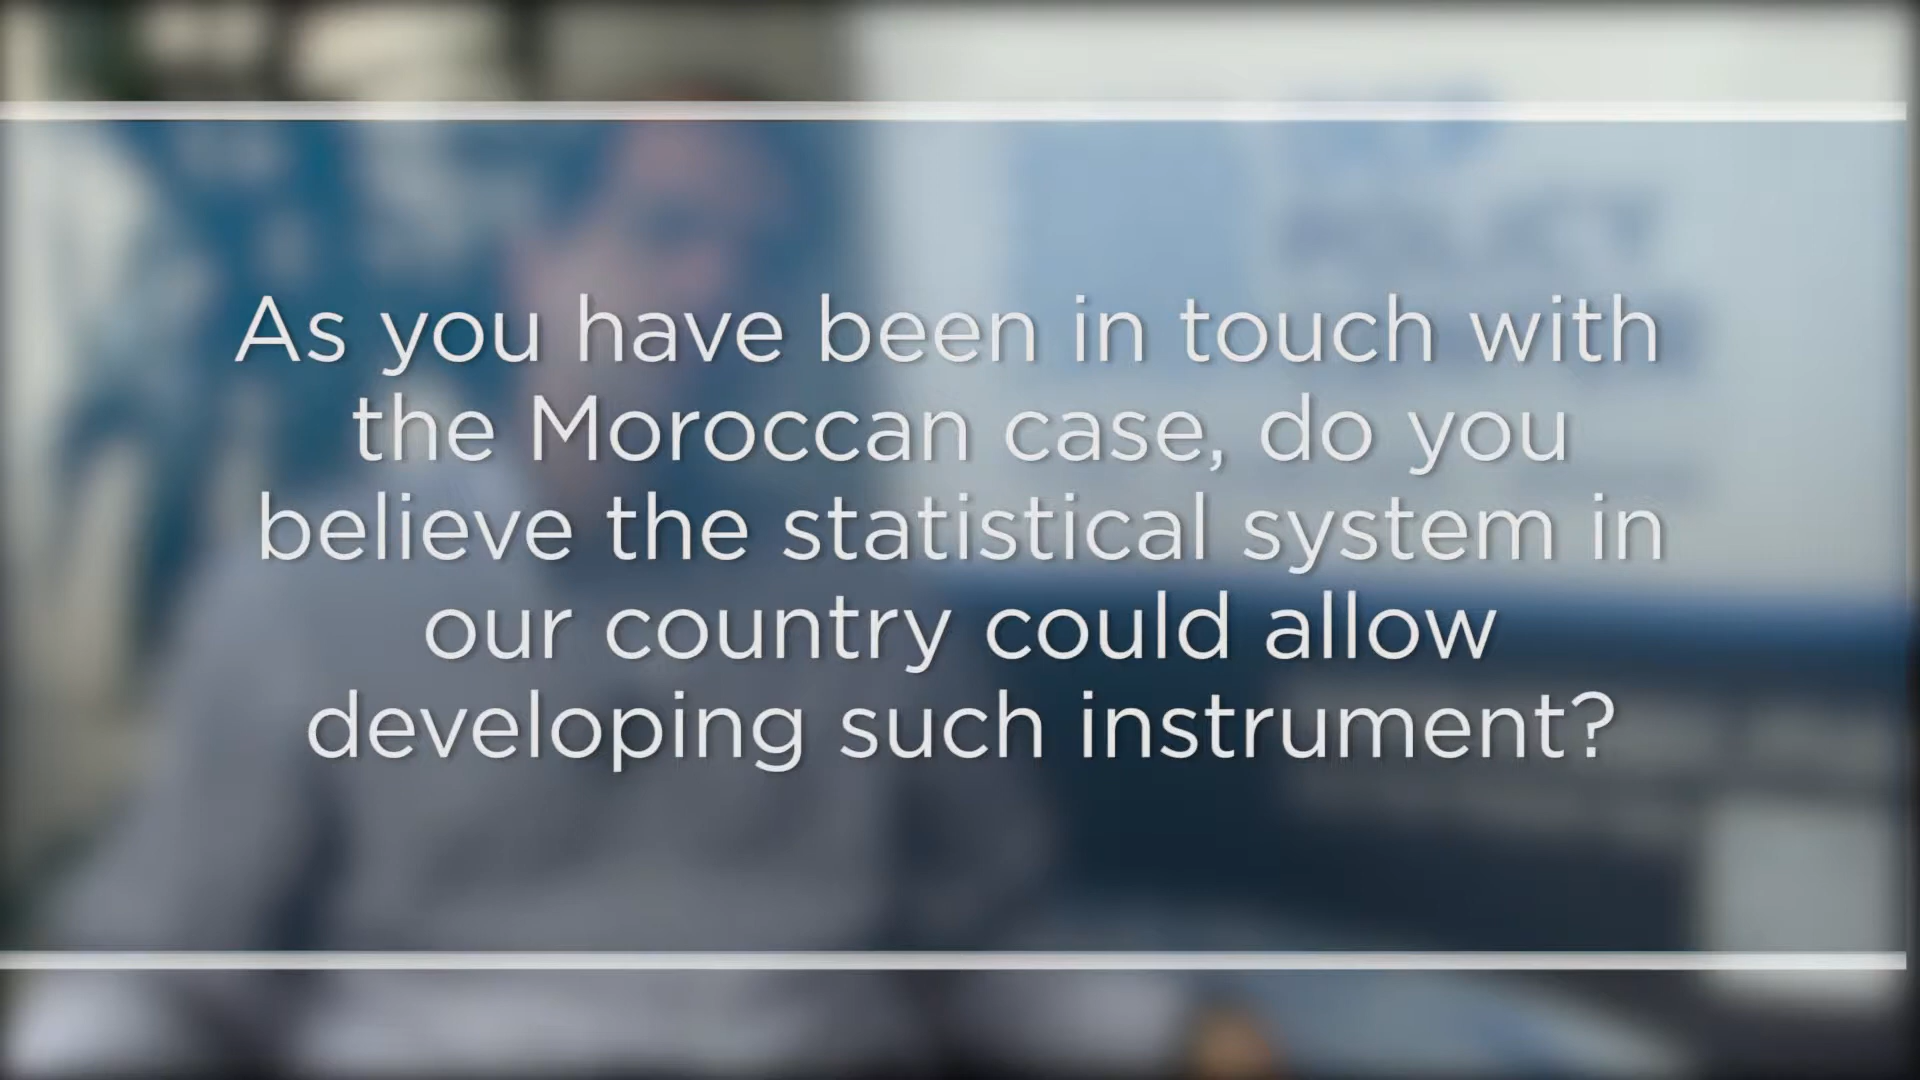 As you have been in touch with
the Moroccan case, do you
believe the statistical system in
our country could allow
developing such instrument?